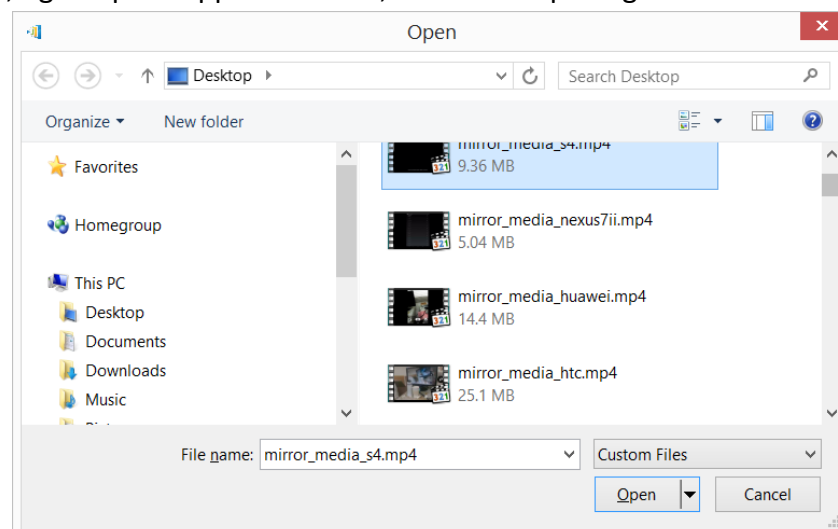 Open
Desktop
Search Desktop
Organize
New folder
Favorites
Homegroup
This PC
Desktop
Documents
Downloads
Music
mirror_media_s4.mp4
9.36 MB
mirror_media_nexus7ii.mp4
5.04 MB
mirror_media_huawei.mp4
14.4 MB
mirror_media_htc.mp4
25.1 MB
File name: mirror_media_s4.mp4
Custom Files
Open
Cancel